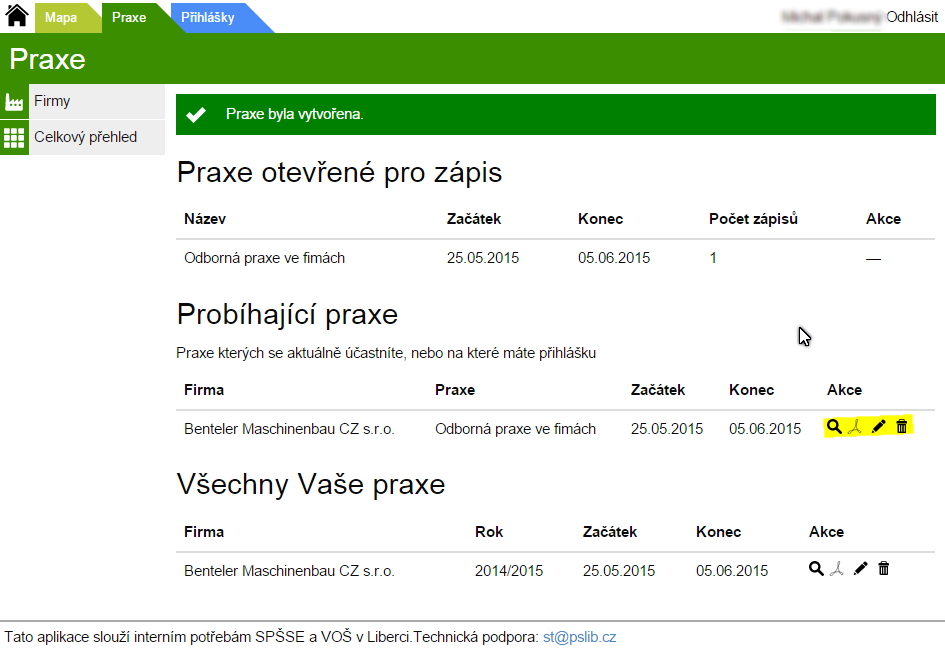 Mapa Praxe Přihlášky Odhlásit
Praxe
Firmy
Celkový přehled
Praxe byla vytvořena.
Praxe otevřené pro zápis
Název Začátek Konec Počet zápisů Akce
Odborná praxe ve fimách 25.05.2015 05.06.2015 1 —
Probíhající praxe
Praxe kterých se aktuálně účastníte, nebo na které máte přihlášku
Firma Praxe Začátek Konec Akce
Benteler Maschinenbau CZ s.r.o. Odborná praxe ve fimách 25.05.2015 05.06.2015
Všechny Vaše praxe
Firma Rok Začátek Konec Akce
Benteler Maschinenbau CZ s.r.o. 2014/2015 25.05.2015 05.06.2015
Tato aplikace slouží interním potřebám SPŠSE a VOŠ v Liberci.Technická podpora: st@pslib.cz